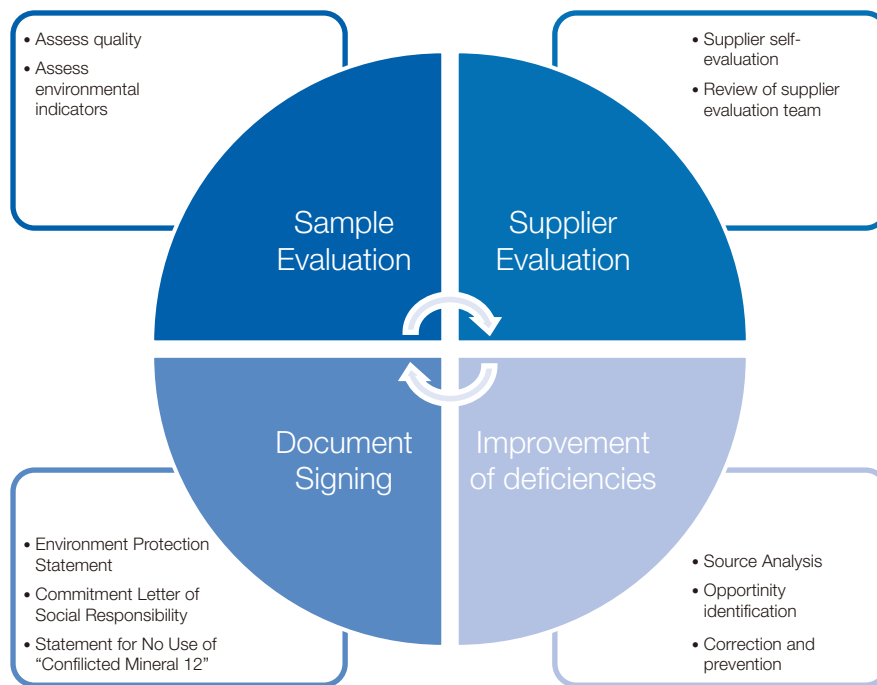 • Assess quality
• Assess
environmental
indicators
• Supplier self-
evaluation
• Review of supplier
evaluation team
Sample
Evaluation
Supplier
Evaluation
Document
Signing
Improvement
of deficiencies
• Environment Protection
Statement
• Commitment Letter of
Social Responsibility
• Statement for No Use of
“Confilicted Mineral 12”
• Source Analysis
• Opportinity
identification
• Correction and
prevention